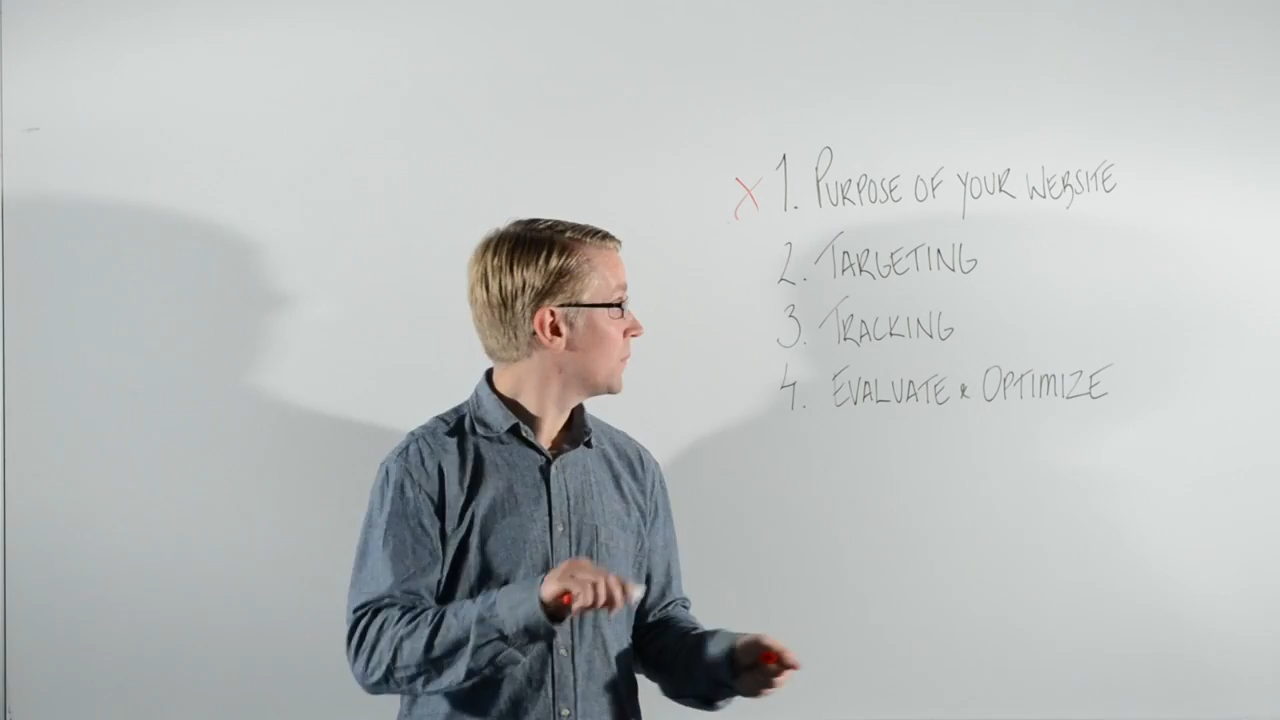 X 1. PURPOSE OF YOUR WEBSITE
2. TARGETING
3. TRACKING
4. EVALUATE & OPTIMIZE